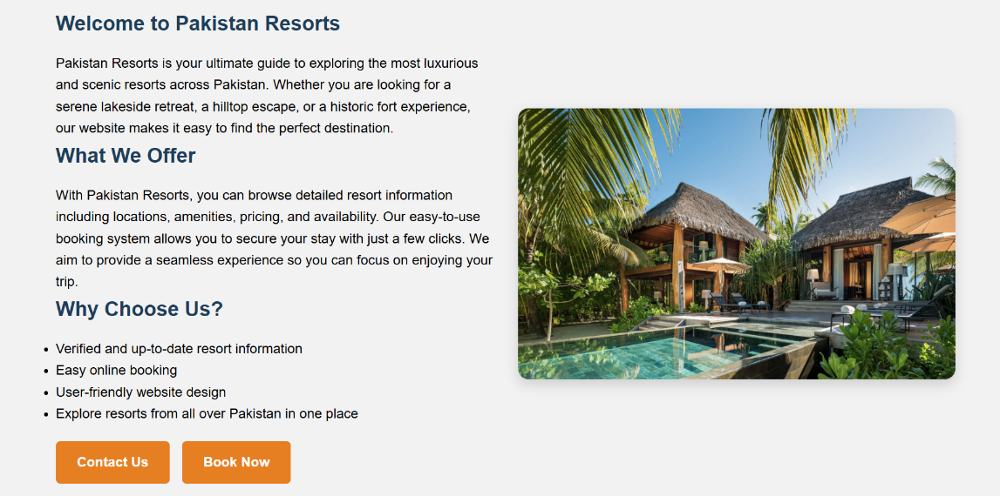 Welcome to Pakistan Resorts
Pakistan Resorts is your ultimate guide to exploring the most luxurious
and scenic resorts across Pakistan. Whether you are looking for a
serene lakeside retreat, a hilltop escape, or a historic fort experience,
our website makes it easy to find the perfect destination.
What We Offer
With Pakistan Resorts, you can browse detailed resort information
including locations, amenities, pricing, and availability. Our easy-to-use
booking system allows you to secure your stay with just a few clicks. We
aim to provide a seamless experience so you can focus on enjoying your
trip.
Why Choose Us?
• Verified and up-to-date resort information
• Easy online booking
• User-friendly website design
• Explore resorts from all over Pakistan in one place
Contact Us Book Now